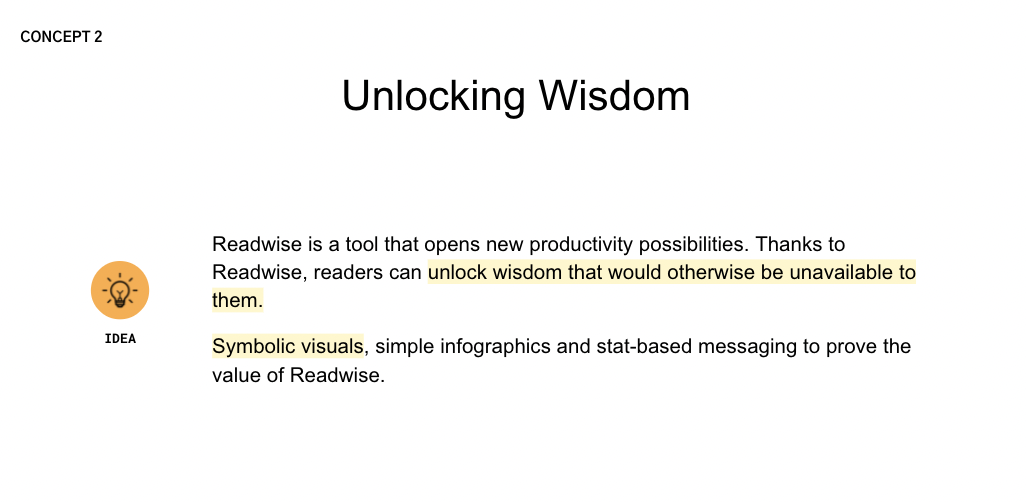 CONCEPT 2
Unlocking Wisdom
Readwise is a tool that opens new productivity possibilities. Thanks to
Readwise, readers can unlock wisdom that would otherwise be unavailable to
them.
IDEA
Symbolic visuals, simple infographics and stat-based messaging to prove the
value of Readwise.